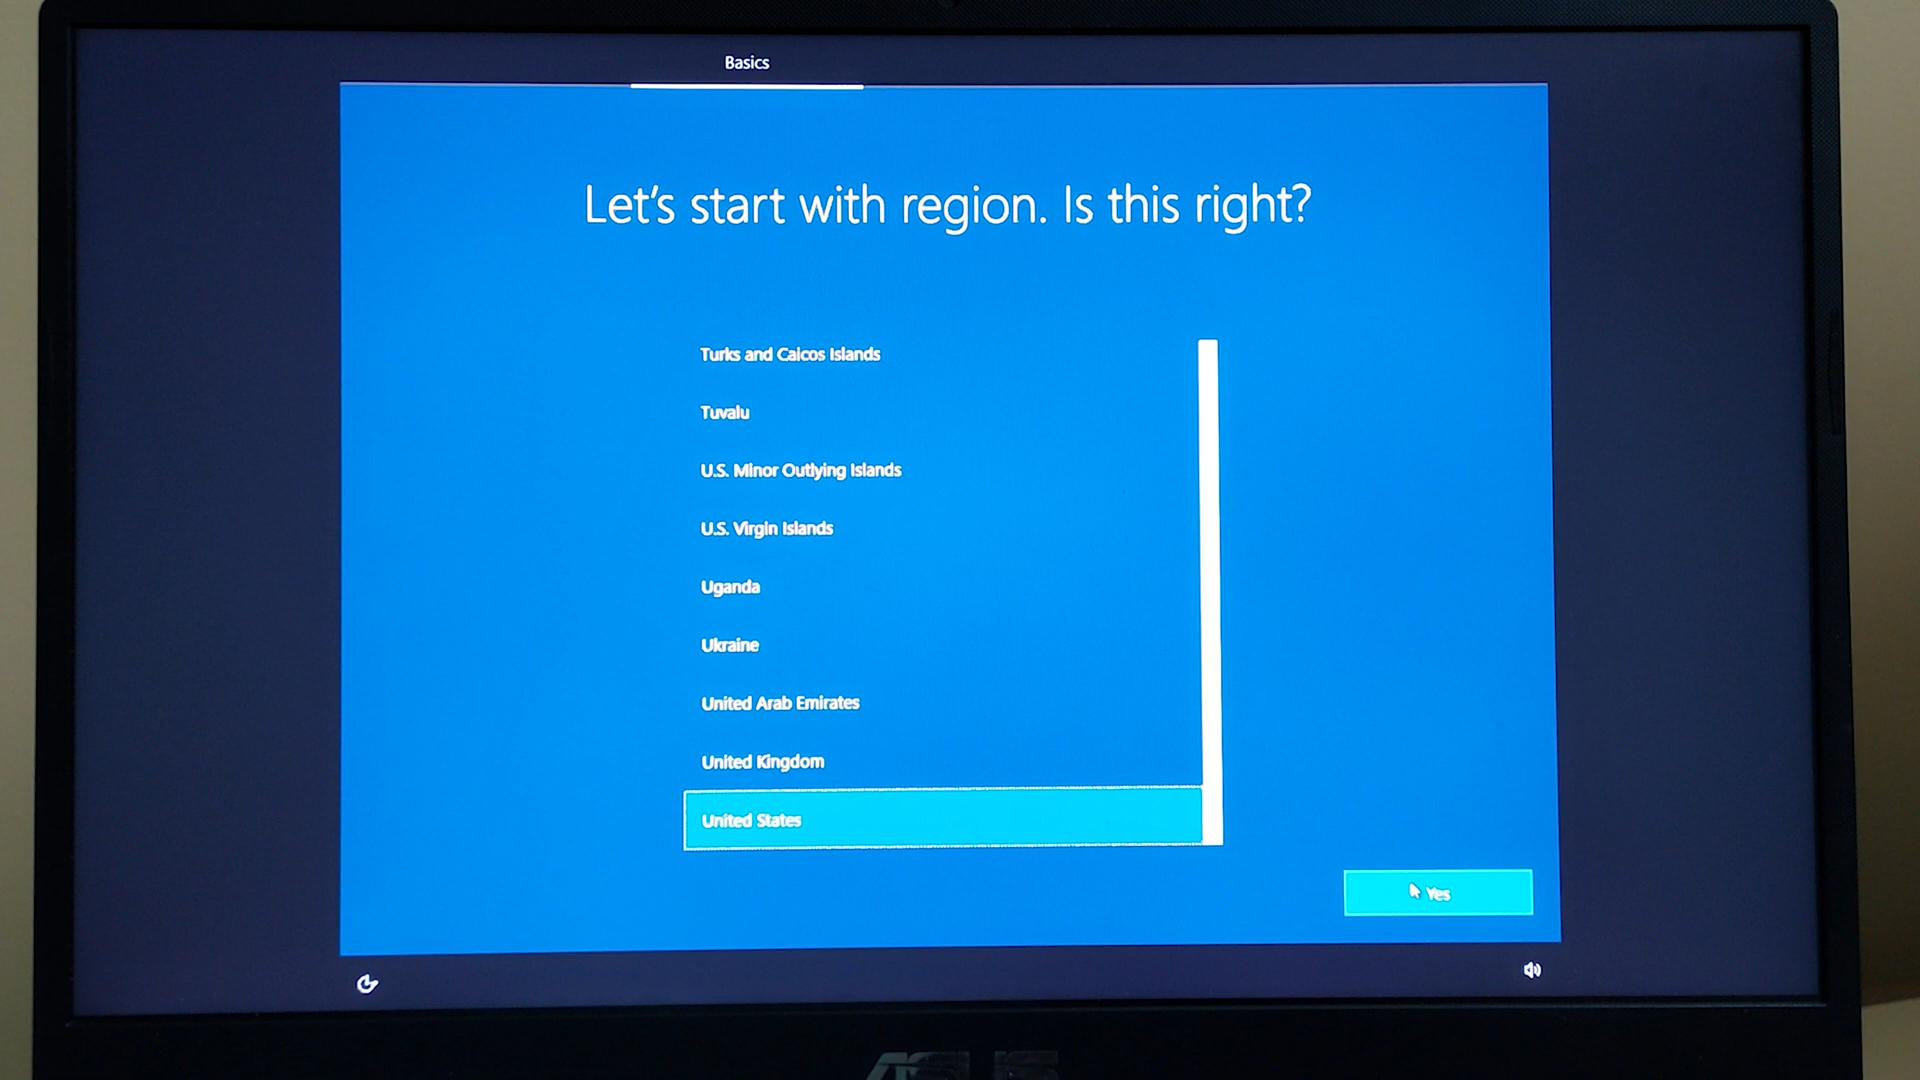 Basics
Let's start with region. Is this right?
Turks and Caicos Islands
Tuvalu
U.S. Minor Outlying Islands
U.S. Virgin Islands
Uganda
Ukraine
United Arab Emirates
United Kingdom
United States
Yes
ASUS